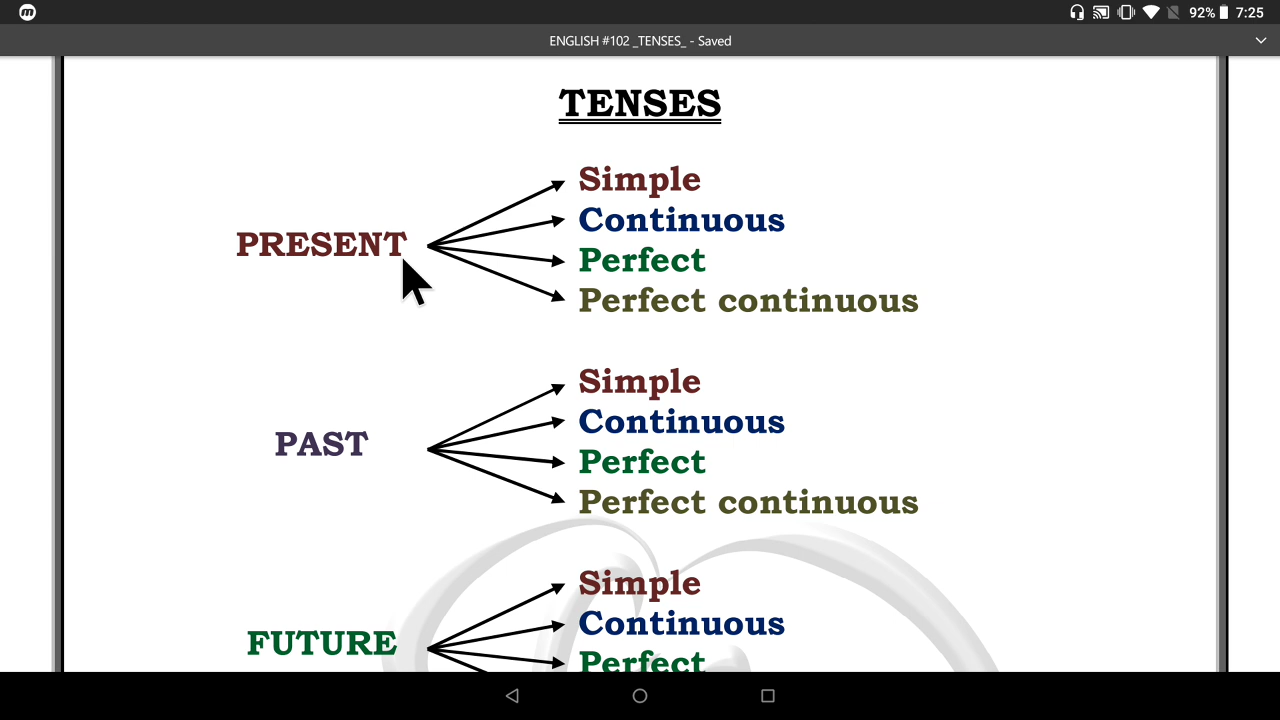 92% 7:25
ENGLISH #102 _TENSES_ - Saved
TENSES
PRESENT
Simple
Continuous
Perfect
Perfect continuous
PAST
Simple
Continuous
Perfect
Perfect continuous
FUTURE
Simple
Continuous
Perfect